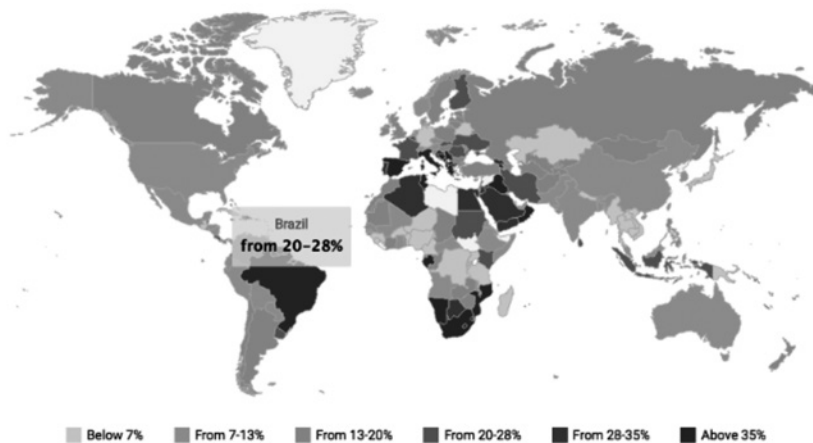 Brazil
from 20-28%
Below 7% From 7-13% From 13-20% From 20-28% From 28-35% Above 35%